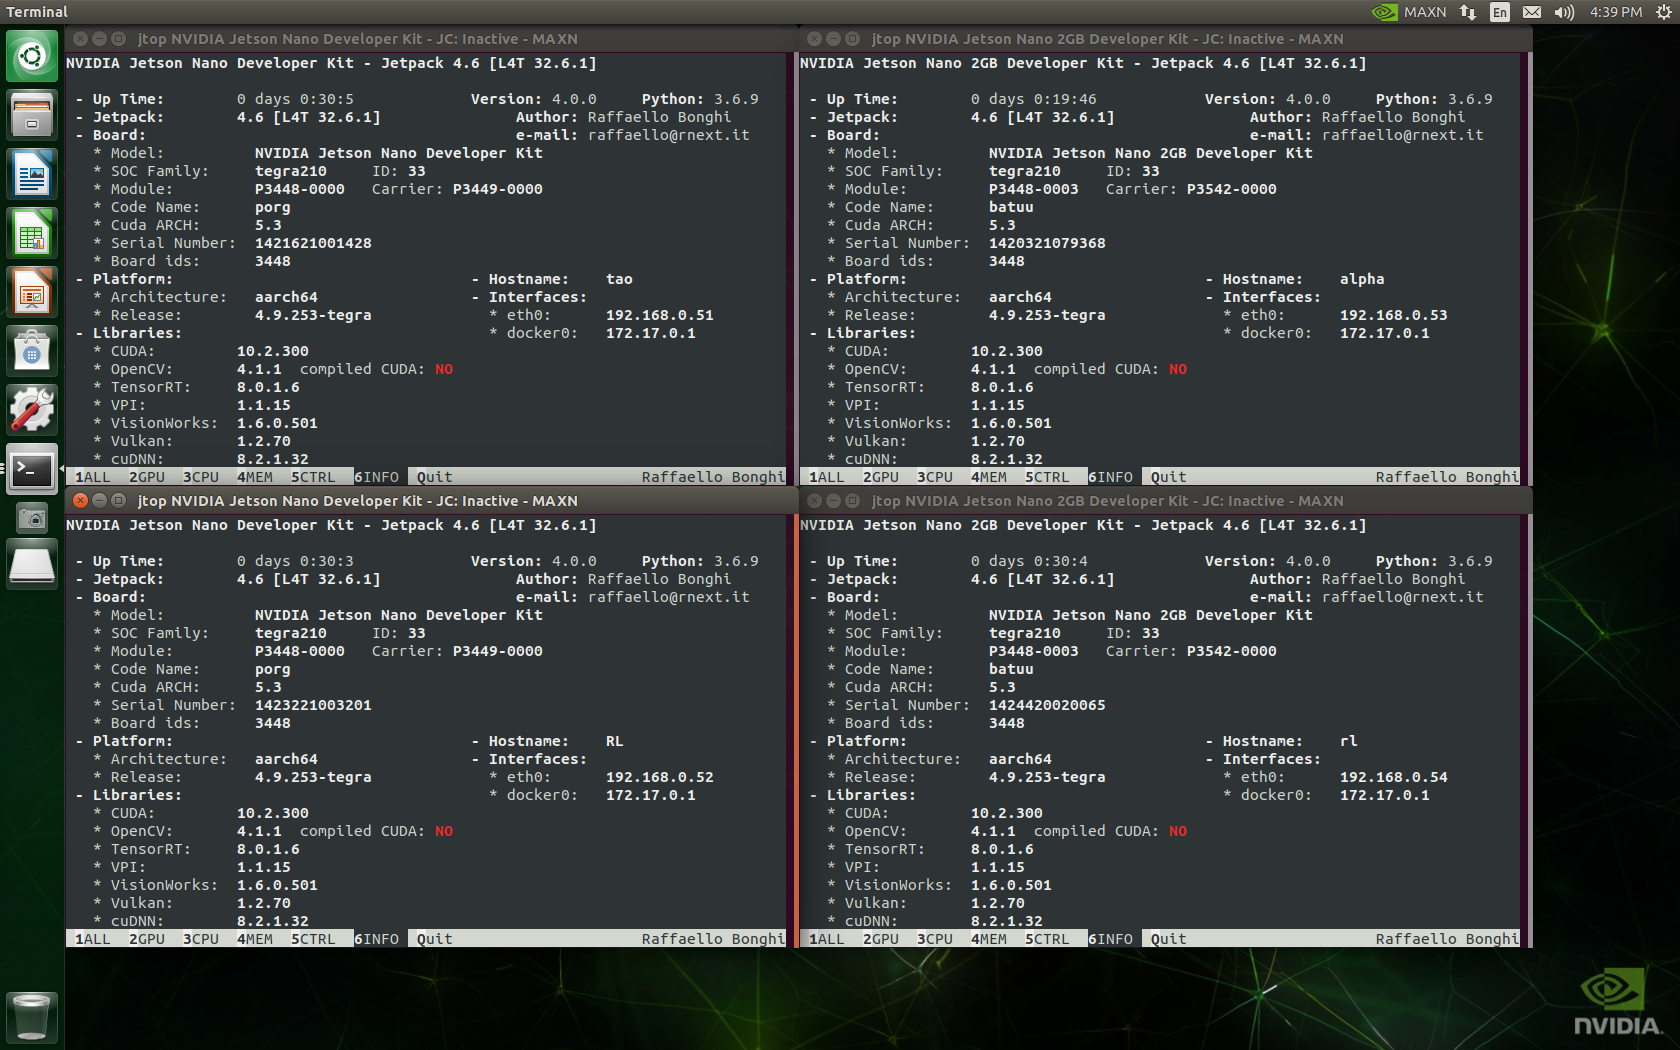 Terminal MAXN En 4:39 PM
jtop NVIDIA Jetson Nano Developer Kit - JC: Inactive - MAXN
NVIDIA Jetson Nano Developer Kit - Jetpack 4.6 [L4T 32.6.1]
- Up Time: 0 days 0:30:5 Version: 4.0.0 Python: 3.6.9
- Jetpack: 4.6 [L4T 32.6.1] Author: Raffaello Bonghi
- Board: e-mail: raffaello@rnext.it
* Model: NVIDIA Jetson Nano Developer Kit
* SOC Family: tegra210 ID: 33
* Module: P3448-0000 Carrier: P3449-0000
* Code Name: porg
* Cuda ARCH: 5.3
* Serial Number: 1421621001428
* Board ids: 3448
- Platform: - Hostname: tao
* Architecture: aarch64 - Interfaces:
* Release: 4.9.253-tegra * eth0: 192.168.0.51
- Libraries: * docker0: 172.17.0.1
* CUDA: 10.2.300
* OpenCV: 4.1.1 compiled CUDA: NO
* TensorRT: 8.0.1.6
* VPI: 1.1.15
* VisionWorks: 1.6.0.501
* Vulkan: 1.2.70
* cuDNN: 8.2.1.32
1ALL 2GPU 3CPU 4MEM 5CTRL 6INFO Quit Raffaello Bonghi
jtop NVIDIA Jetson Nano 2GB Developer Kit - JC: Inactive - MAXN
NVIDIA Jetson Nano 2GB Developer Kit - Jetpack 4.6 [L4T 32.6.1]
- Up Time: 0 days 0:19:46 Version: 4.0.0 Python: 3.6.9
- Jetpack: 4.6 [L4T 32.6.1] Author: Raffaello Bonghi
- Board: e-mail: raffaello@rnext.it
* Model: NVIDIA Jetson Nano 2GB Developer Kit
* SOC Family: tegra210 ID: 33
* Module: P3448-0003 Carrier: P3542-0000
* Code Name: batuu
* Cuda ARCH: 5.3
* Serial Number: 1420321079368
* Board ids: 3448
- Platform: - Hostname: alpha
* Architecture: aarch64 - Interfaces:
* Release: 4.9.253-tegra * eth0: 192.168.0.53
- Libraries: * docker0: 172.17.0.1
* CUDA: 10.2.300
* OpenCV: 4.1.1 compiled CUDA: NO
* TensorRT: 8.0.1.6
* VPI: 1.1.15
* VisionWorks: 1.6.0.501
* Vulkan: 1.2.70
* cuDNN: 8.2.1.32
1ALL 2GPU 3CPU 4MEM 5CTRL 6INFO Quit Raffaello Bonghi
jtop NVIDIA Jetson Nano Developer Kit - JC: Inactive - MAXN
NVIDIA Jetson Nano Developer Kit - Jetpack 4.6 [L4T 32.6.1]
- Up Time: 0 days 0:30:3 Version: 4.0.0 Python: 3.6.9
- Jetpack: 4.6 [L4T 32.6.1] Author: Raffaello Bonghi
- Board: e-mail: raffaello@rnext.it
* Model: NVIDIA Jetson Nano Developer Kit
* SOC Family: tegra210 ID: 33
* Module: P3448-0000 Carrier: P3449-0000
* Code Name: porg
* Cuda ARCH: 5.3
* Serial Number: 1423221003201
* Board ids: 3448
- Platform: - Hostname: RL
* Architecture: aarch64 - Interfaces:
* Release: 4.9.253-tegra * eth0: 192.168.0.52
- Libraries: * docker0: 172.17.0.1
* CUDA: 10.2.300
* OpenCV: 4.1.1 compiled CUDA: NO
* TensorRT: 8.0.1.6
* VPI: 1.1.15
* VisionWorks: 1.6.0.501
* Vulkan: 1.2.70
* cuDNN: 8.2.1.32
1ALL 2GPU 3CPU 4MEM 5CTRL 6INFO Quit Raffaello Bonghi
jtop NVIDIA Jetson Nano 2GB Developer Kit - JC: Inactive - MAXN
NVIDIA Jetson Nano 2GB Developer Kit - Jetpack 4.6 [L4T 32.6.1]
- Up Time: 0 days 0:30:4 Version: 4.0.0 Python: 3.6.9
- Jetpack: 4.6 [L4T 32.6.1] Author: Raffaello Bonghi
- Board: e-mail: raffaello@rnext.it
* Model: NVIDIA Jetson Nano 2GB Developer Kit
* SOC Family: tegra210 ID: 33
* Module: P3448-0003 Carrier: P3542-0000
* Code Name: batuu
* Cuda ARCH: 5.3
* Serial Number: 1424420020065
* Board ids: 3448
- Platform: - Hostname: rl
* Architecture: aarch64 - Interfaces:
* Release: 4.9.253-tegra * eth0: 192.168.0.54
- Libraries: * docker0: 172.17.0.1
* CUDA: 10.2.300
* OpenCV: 4.1.1 compiled CUDA: NO
* TensorRT: 8.0.1.6
* VPI: 1.1.15
* VisionWorks: 1.6.0.501
* Vulkan: 1.2.70
* cuDNN: 8.2.1.32
1ALL 2GPU 3CPU 4MEM 5CTRL 6INFO Quit Raffaello Bonghi
NVIDIA.